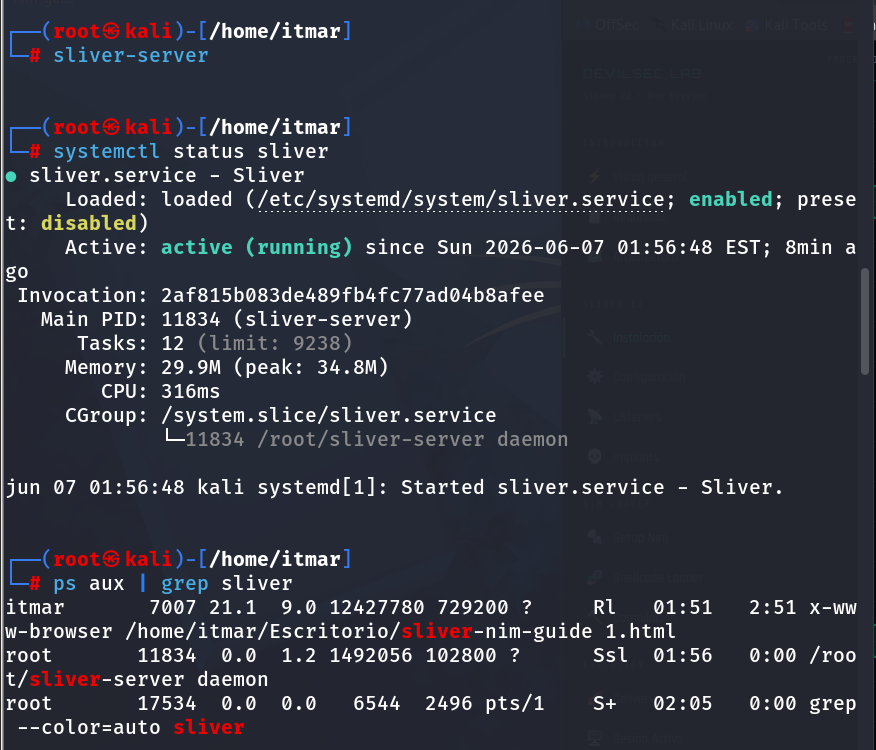 OffSec Kali Linux Kali Tools
┌──(root㉿kali)-[/home/itmar]
└─# sliver-server
┌──(root㉿kali)-[/home/itmar]
└─# systemctl status sliver
● sliver.service - Sliver
Loaded: loaded (/etc/systemd/system/sliver.service; enabled; prese
t: disabled)
Active: active (running) since Sun 2026-06-07 01:56:48 EST; 8min a
go
Invocation: 2af815b083de489fb4fc77ad04b8afee
Main PID: 11834 (sliver-server)
Tasks: 12 (limit: 9238)
Memory: 29.9M (peak: 34.8M)
CPU: 316ms
CGroup: /system.slice/sliver.service
└─11834 /root/sliver-server daemon
jun 07 01:56:48 kali systemd[1]: Started sliver.service - Sliver.
┌──(root㉿kali)-[/home/itmar]
└─# ps aux | grep sliver
itmar 7007 21.1 9.0 12427780 729200 ? Rl 01:51 2:51 x-ww
w-browser /home/itmar/Escritorio/sliver-nim-guide 1.html
root 11834 0.0 1.2 1492056 102800 ? Ssl 01:56 0:00 /roo
t/sliver-server daemon
root 17534 0.0 0.0 6544 2496 pts/1 S+ 02:05 0:00 grep
--color=auto sliver